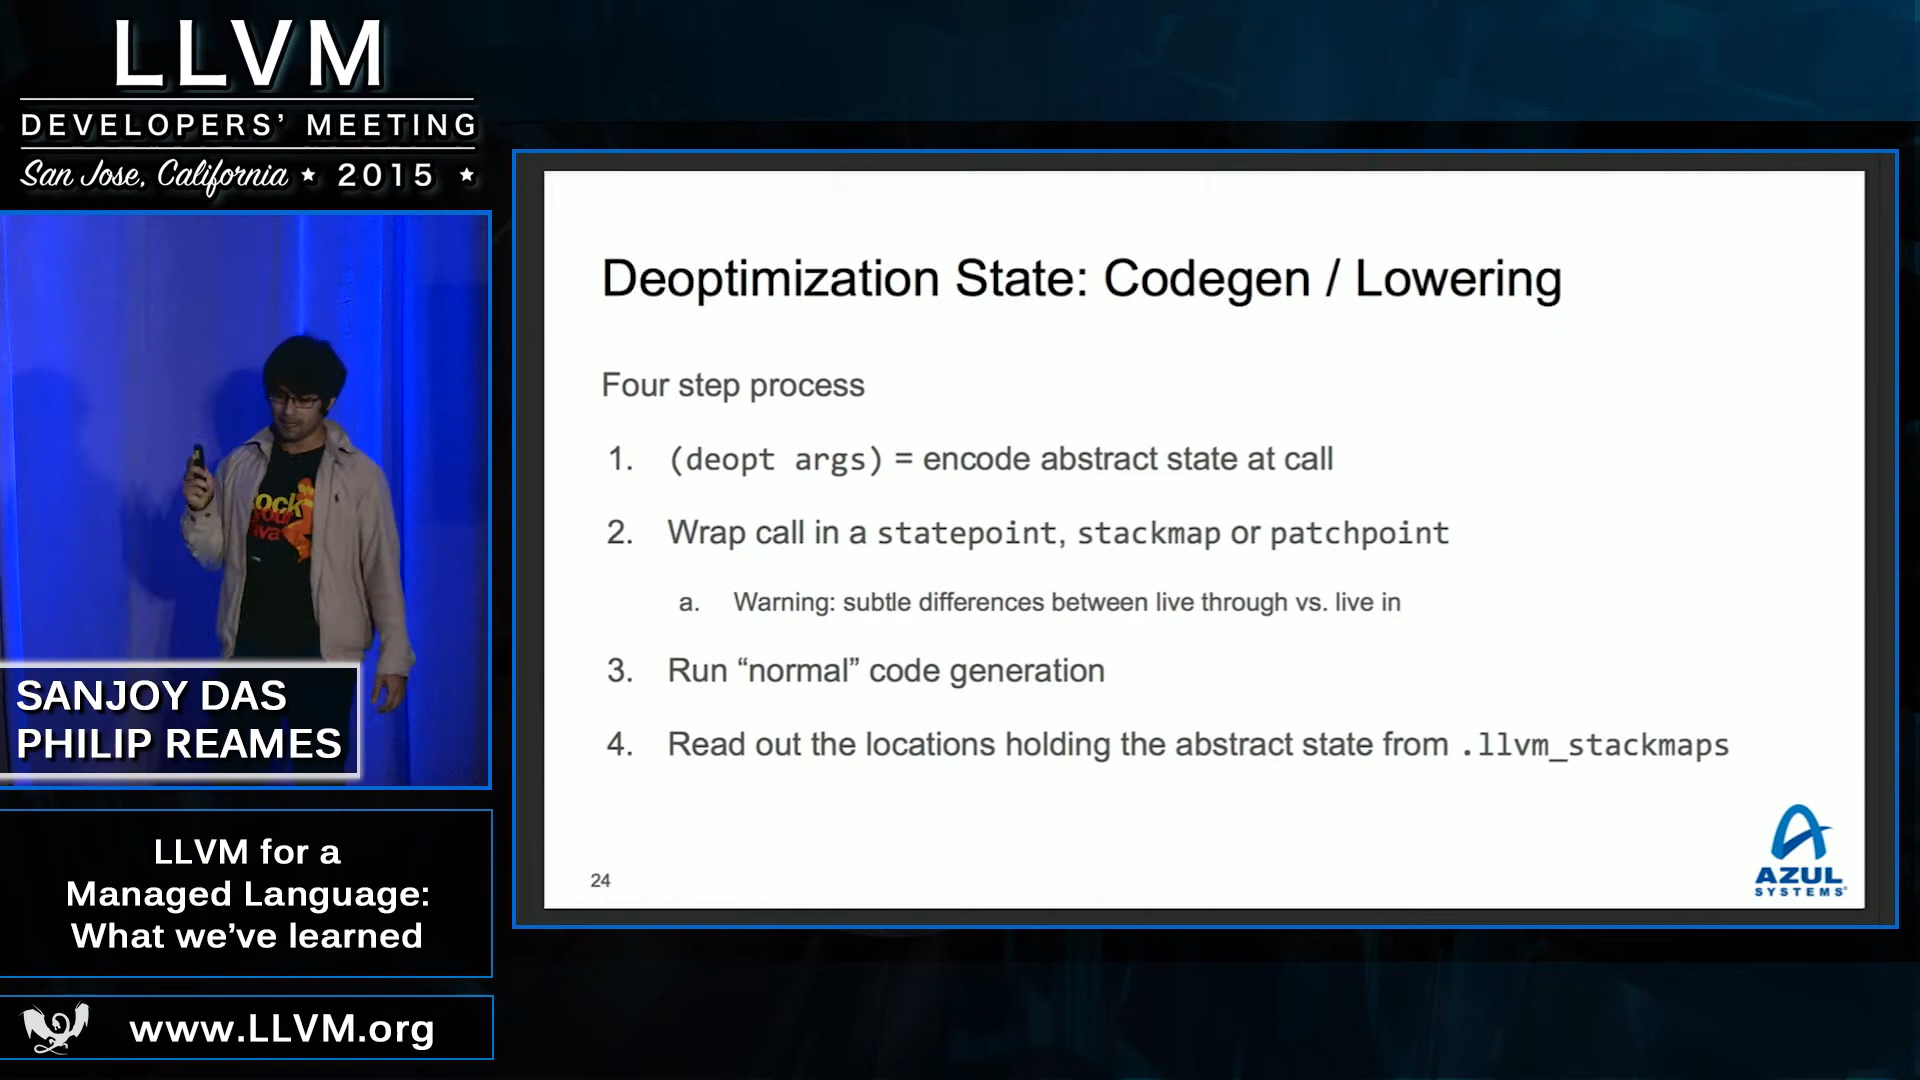 LLVM
DEVELOPERS' MEETING
San Jose, California ★ 2015 ★
SANJOY DAS
PHILIP REAMES
LLVM for a
Managed Language:
What we've learned
www.LLVM.org
Deoptimization State: Codegen / Lowering
Four step process
1. (deopt args) = encode abstract state at call
2. Wrap call in a statepoint, stackmap or patchpoint
a. Warning: subtle differences between live through vs. live in
3. Run “normal” code generation
4. Read out the locations holding the abstract state from .llvm_stackmaps
24
AZUL
SYSTEMS